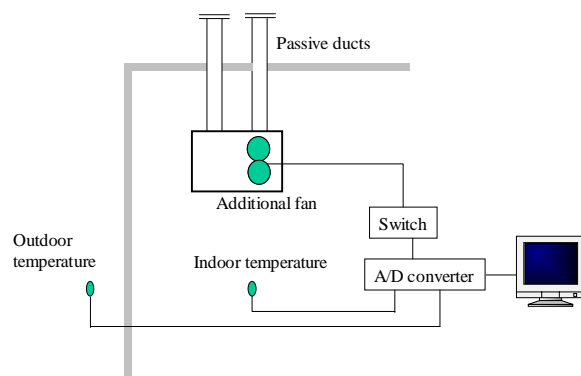 Passive ducts
Additional fan
Switch
Outdoor
temperature
Indoor temperature
A/D converter